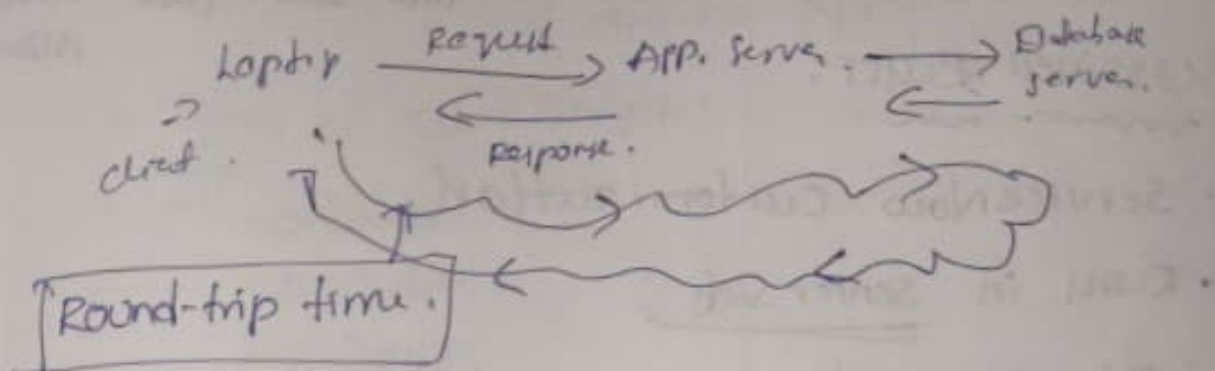 Laptop Request App. Server. Database
server.
client. Response.
Round-trip time.